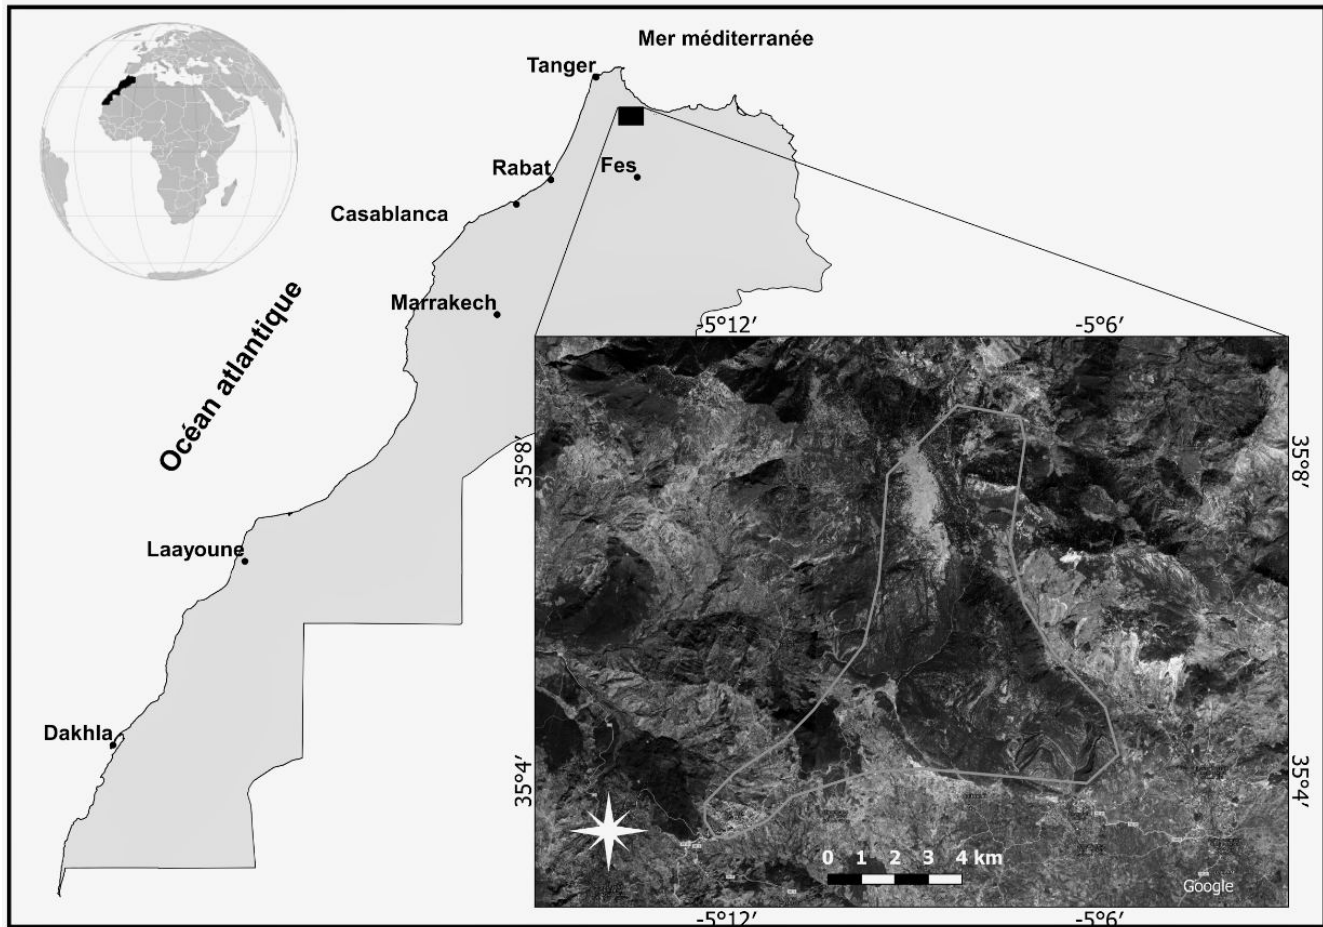 Mer méditerranée
Tanger
Rabat
Fes
Casablanca
Marrakech
Océan atlantique
Laayoune
Dakhla
-5°12′
-5°6′
35°8′
35°8′
35°4′
35°4′
0 1 2 3 4 km
Google
-5°12′
-5°6′